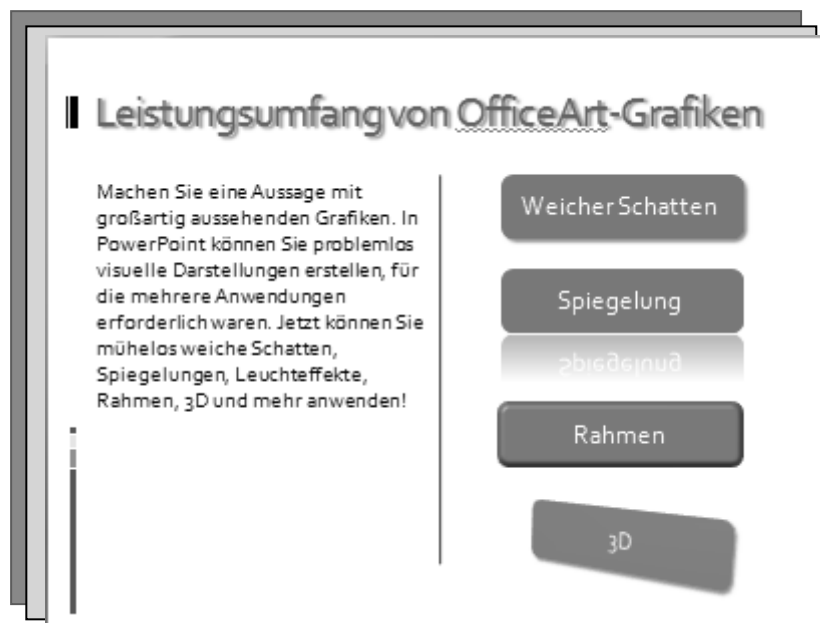 Leistungsumfang von OfficeArt-Grafiken
Machen Sie eine Aussage mit
großartig aussehenden Grafiken. In
PowerPoint können Sie problemlos
visuelle Darstellungen erstellen, für
die mehrere Anwendungen
erforderlich waren. Jetzt können Sie
mühelos weiche Schatten,
Spiegelungen, Leuchteffekte,
Rahmen, 3D und mehr anwenden!
Weicher Schatten
Spiegelung
Rahmen
3D